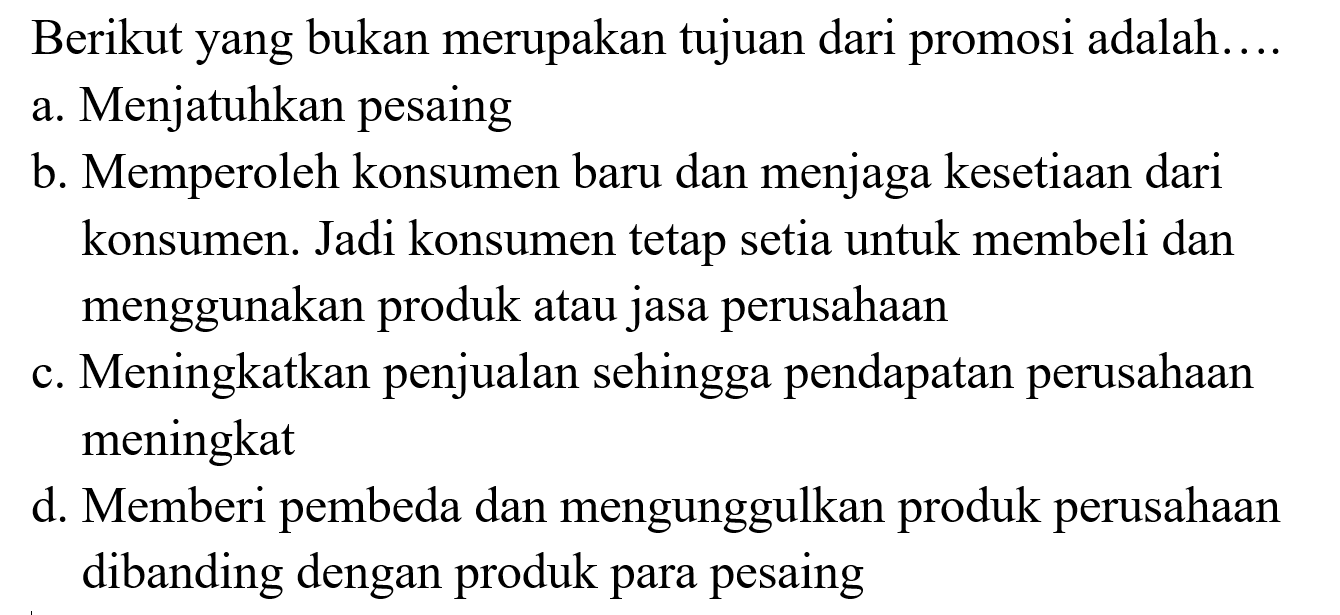 Berikut yang bukan merupakan tujuan dari promosi adalah….
a. Menjatuhkan pesaing
b. Memperoleh konsumen baru dan menjaga kesetiaan dari
konsumen. Jadi konsumen tetap setia untuk membeli dan
menggunakan produk atau jasa perusahaan
c. Meningkatkan penjualan sehingga pendapatan perusahaan
meningkat
d. Memberi pembeda dan mengunggulkan produk perusahaan
dibanding dengan produk para pesaing